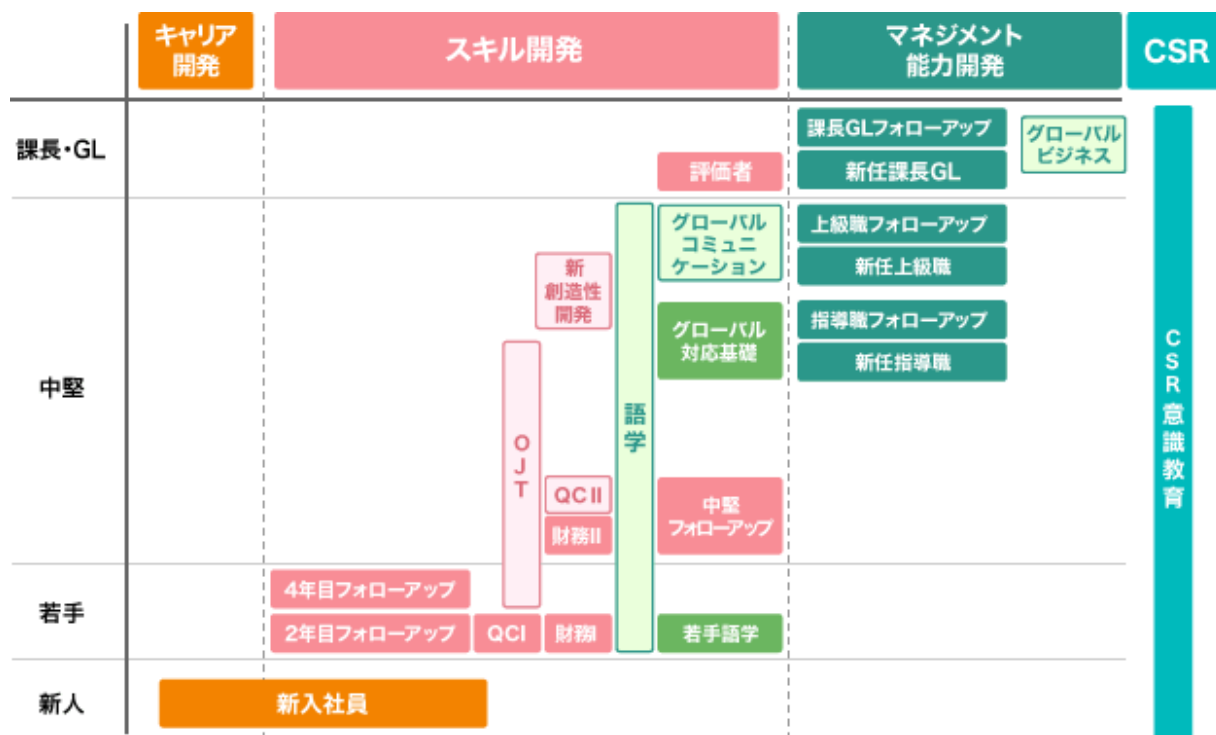 キャリア
開発
スキル開発
マネジメント
能力開発
CSR
課長・GL
課長GLフォローアップ
グローバル
ビジネス
評価者
新任課長GL
中堅
グローバル
コミュニ
ケーション
上級職フォローアップ
新任上級職
新
創造性
開発
グローバル
対応基礎
指導職フォローアップ
新任指導職
語学
OJT
QCII
財務II
中堅
フォローアップ
CSR意識教育
若手
4年目フォローアップ
2年目フォローアップ
QCI
財務I
若手語学
新人
新入社員